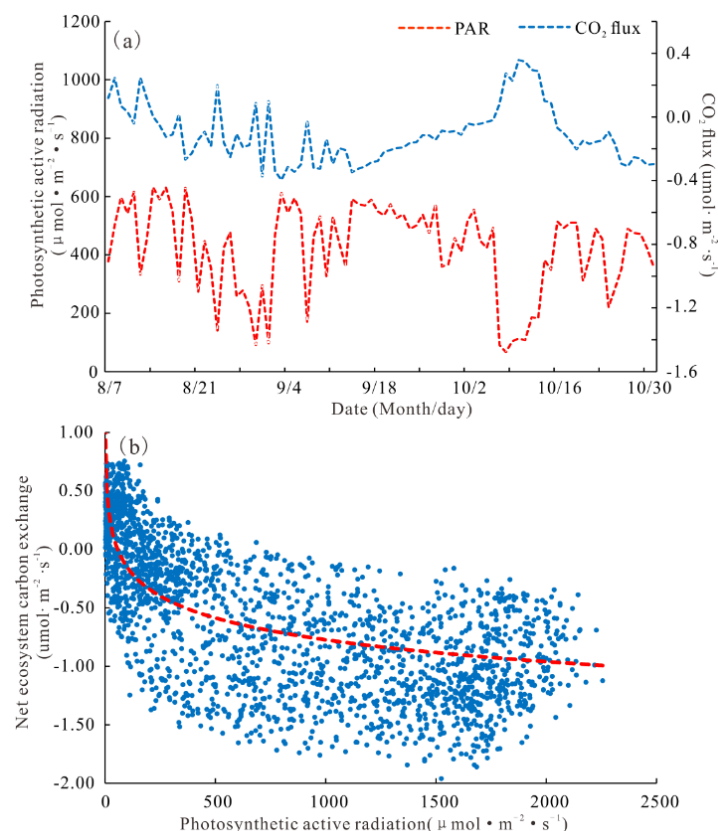 (a)
PAR
CO₂ flux
1200
1000
800
600
400
200
0
0.4
0.0
-0.4
-0.8
-1.2
-1.6
Photosynthetic active radiation
(μmol·m⁻²·s⁻¹)
CO₂ flux (umol·m⁻²·s⁻¹)
8/7 8/21 9/4 9/18 10/2 10/16 10/30
Date(Month/day)
(b)
1.00
0.50
0.00
-0.50
-1.00
-1.50
-2.00
Net ecosystem carbon exchange
(umol·m⁻²·s⁻¹)
0 500 1000 1500 2000 2500
Photosynthetic active radiation(μmol·m⁻²·s⁻¹)